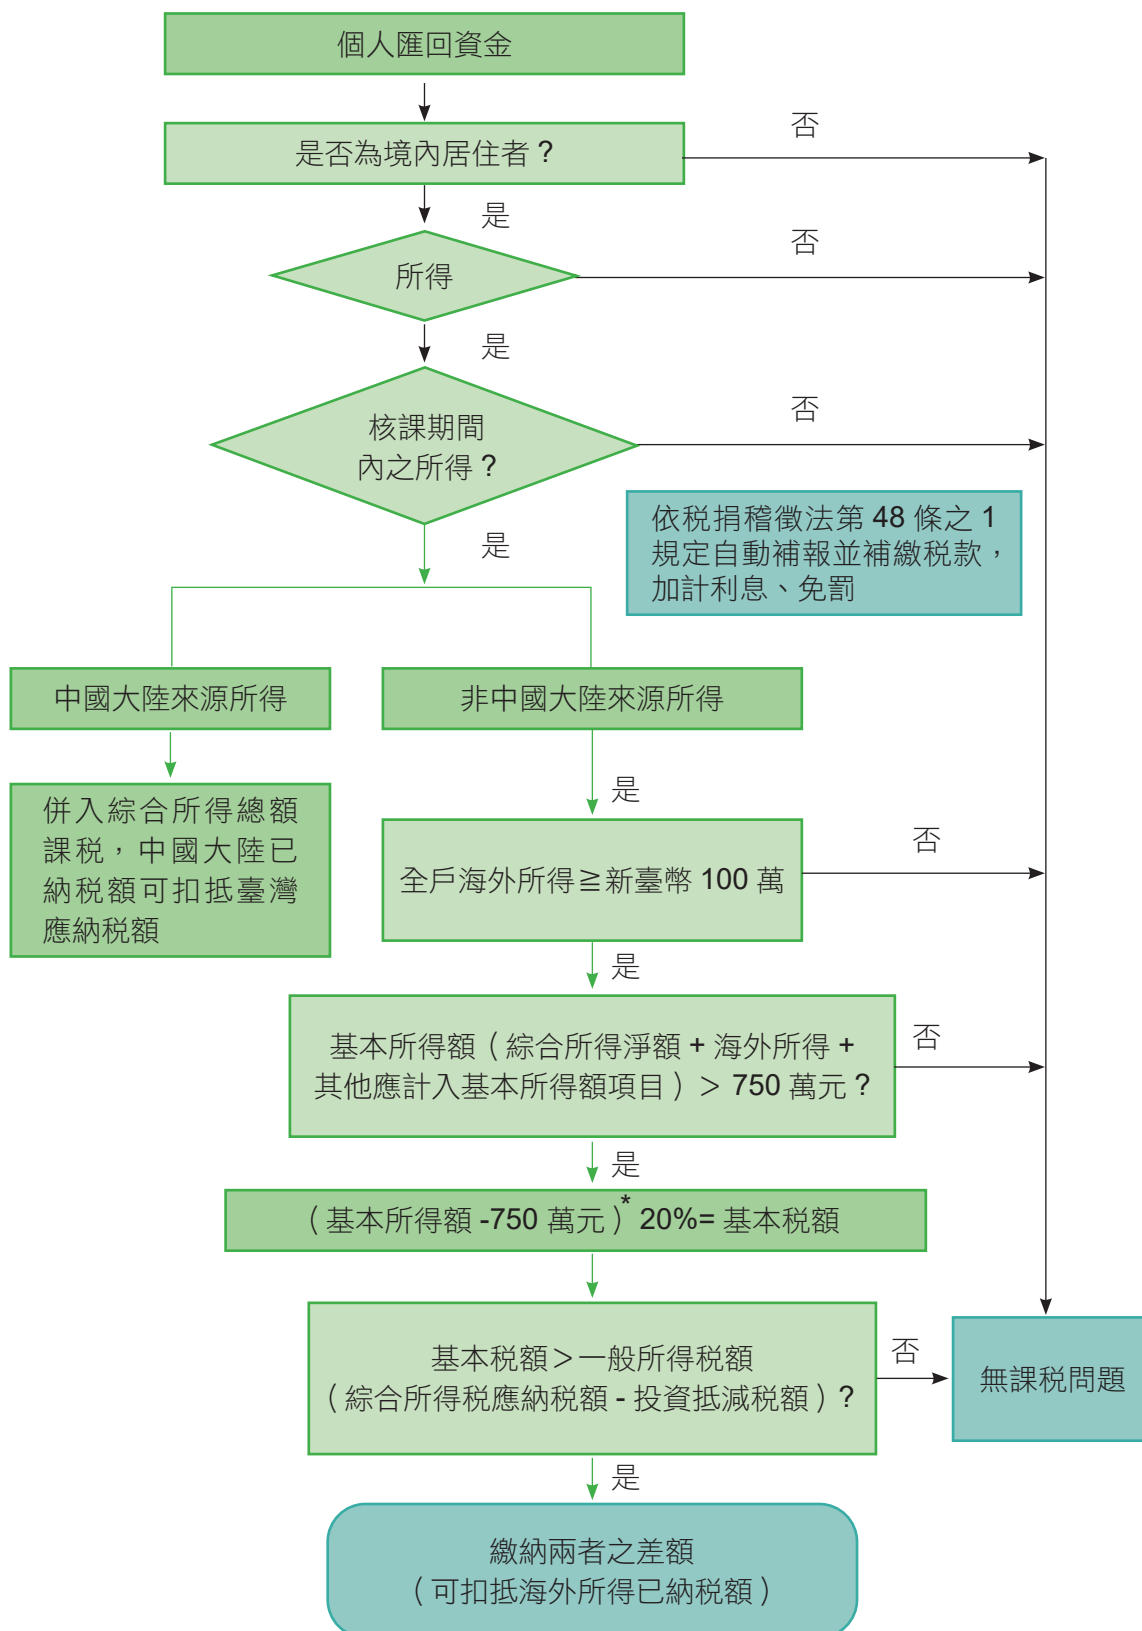 個人匯回資金
否
是否為境內居住者?
是
否
所得
是
否
核課期間
內之所得?
是
依稅捐稽徵法第 48 條之 1
規定自動補報並補繳稅款，
加計利息、免罰
中國大陸來源所得
非中國大陸來源所得
是
併入綜合所得總額
課稅，中國大陸已
納稅額可扣抵臺灣
應納稅額
否
全戶海外所得≧新臺幣 100 萬
是
否
基本所得額（綜合所得淨額 + 海外所得 +
其他應計入基本所得額項目）＞ 750 萬元?
是
（基本所得額 -750 萬元）* 20%= 基本稅額
基本稅額＞一般所得稅額
（綜合所得稅應納稅額 - 投資抵減稅額）?
否
無課稅問題
是
繳納兩者之差額
（可扣抵海外所得已納稅額）